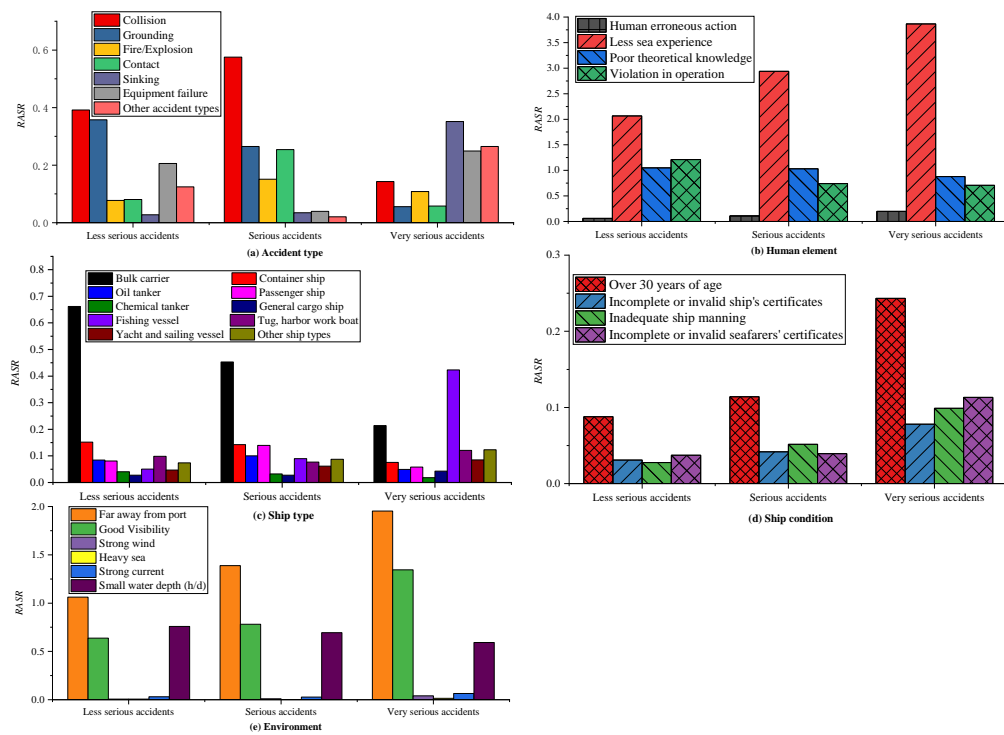 Collision
Grounding
Fire/Explosion
Contact
Sinking
Equipment failure
Other accident types
RASR
0.6
0.4
0.2
0.0
Less serious accidents
Serious accidents
Very serious accidents
(a) Accident type
Human erroneous action
Less sea experience
Poor theoretical knowledge
Violation in operation
RASR
4.0
3.5
3.0
2.5
2.0
1.5
1.0
0.5
0.0
Less serious accidents
Serious accidents
Very serious accidents
(b) Human element
Bulk carrier
Container ship
Oil tanker
Passenger ship
Chemical tanker
General cargo ship
Fishing vessel
Tug, harbor work boat
Yacht and sailing vessel
Other ship types
RASR
0.8
0.7
0.6
0.5
0.4
0.3
0.2
0.1
0.0
Less serious accidents
Serious accidents
Very serious accidents
(c) Ship type
Over 30 years of age
Incomplete or invalid ship's certificates
Inadequate ship manning
Incomplete or invalid seafarers' certificates
RASR
0.3
0.2
0.1
0.0
Less serious accidents
Serious accidents
Very serious accidents
(d) Ship condition
Far away from port
Good Visibility
Strong wind
Heavy sea
Strong current
Small water depth (h/d)
RASR
2.0
1.5
1.0
0.5
0.0
Less serious accidents
Serious accidents
Very serious accidents
(e) Environment